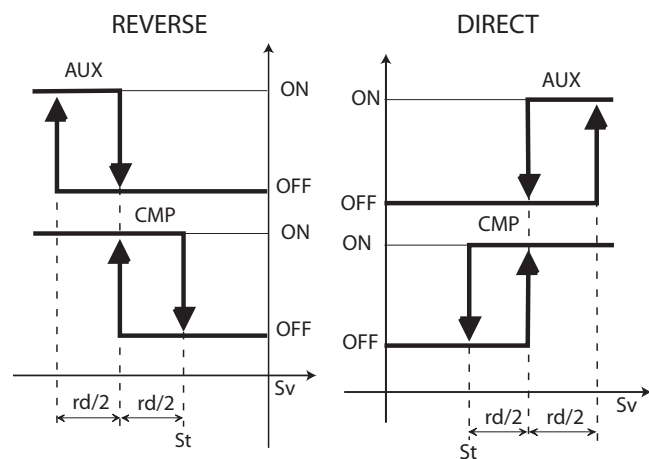 REVERSE
AUX
ON
OFF
CMP
ON
OFF
Sv
rd/2 rd/2
St
DIRECT
AUX
ON
OFF
CMP
ON
OFF
rd/2 rd/2
Sv
St